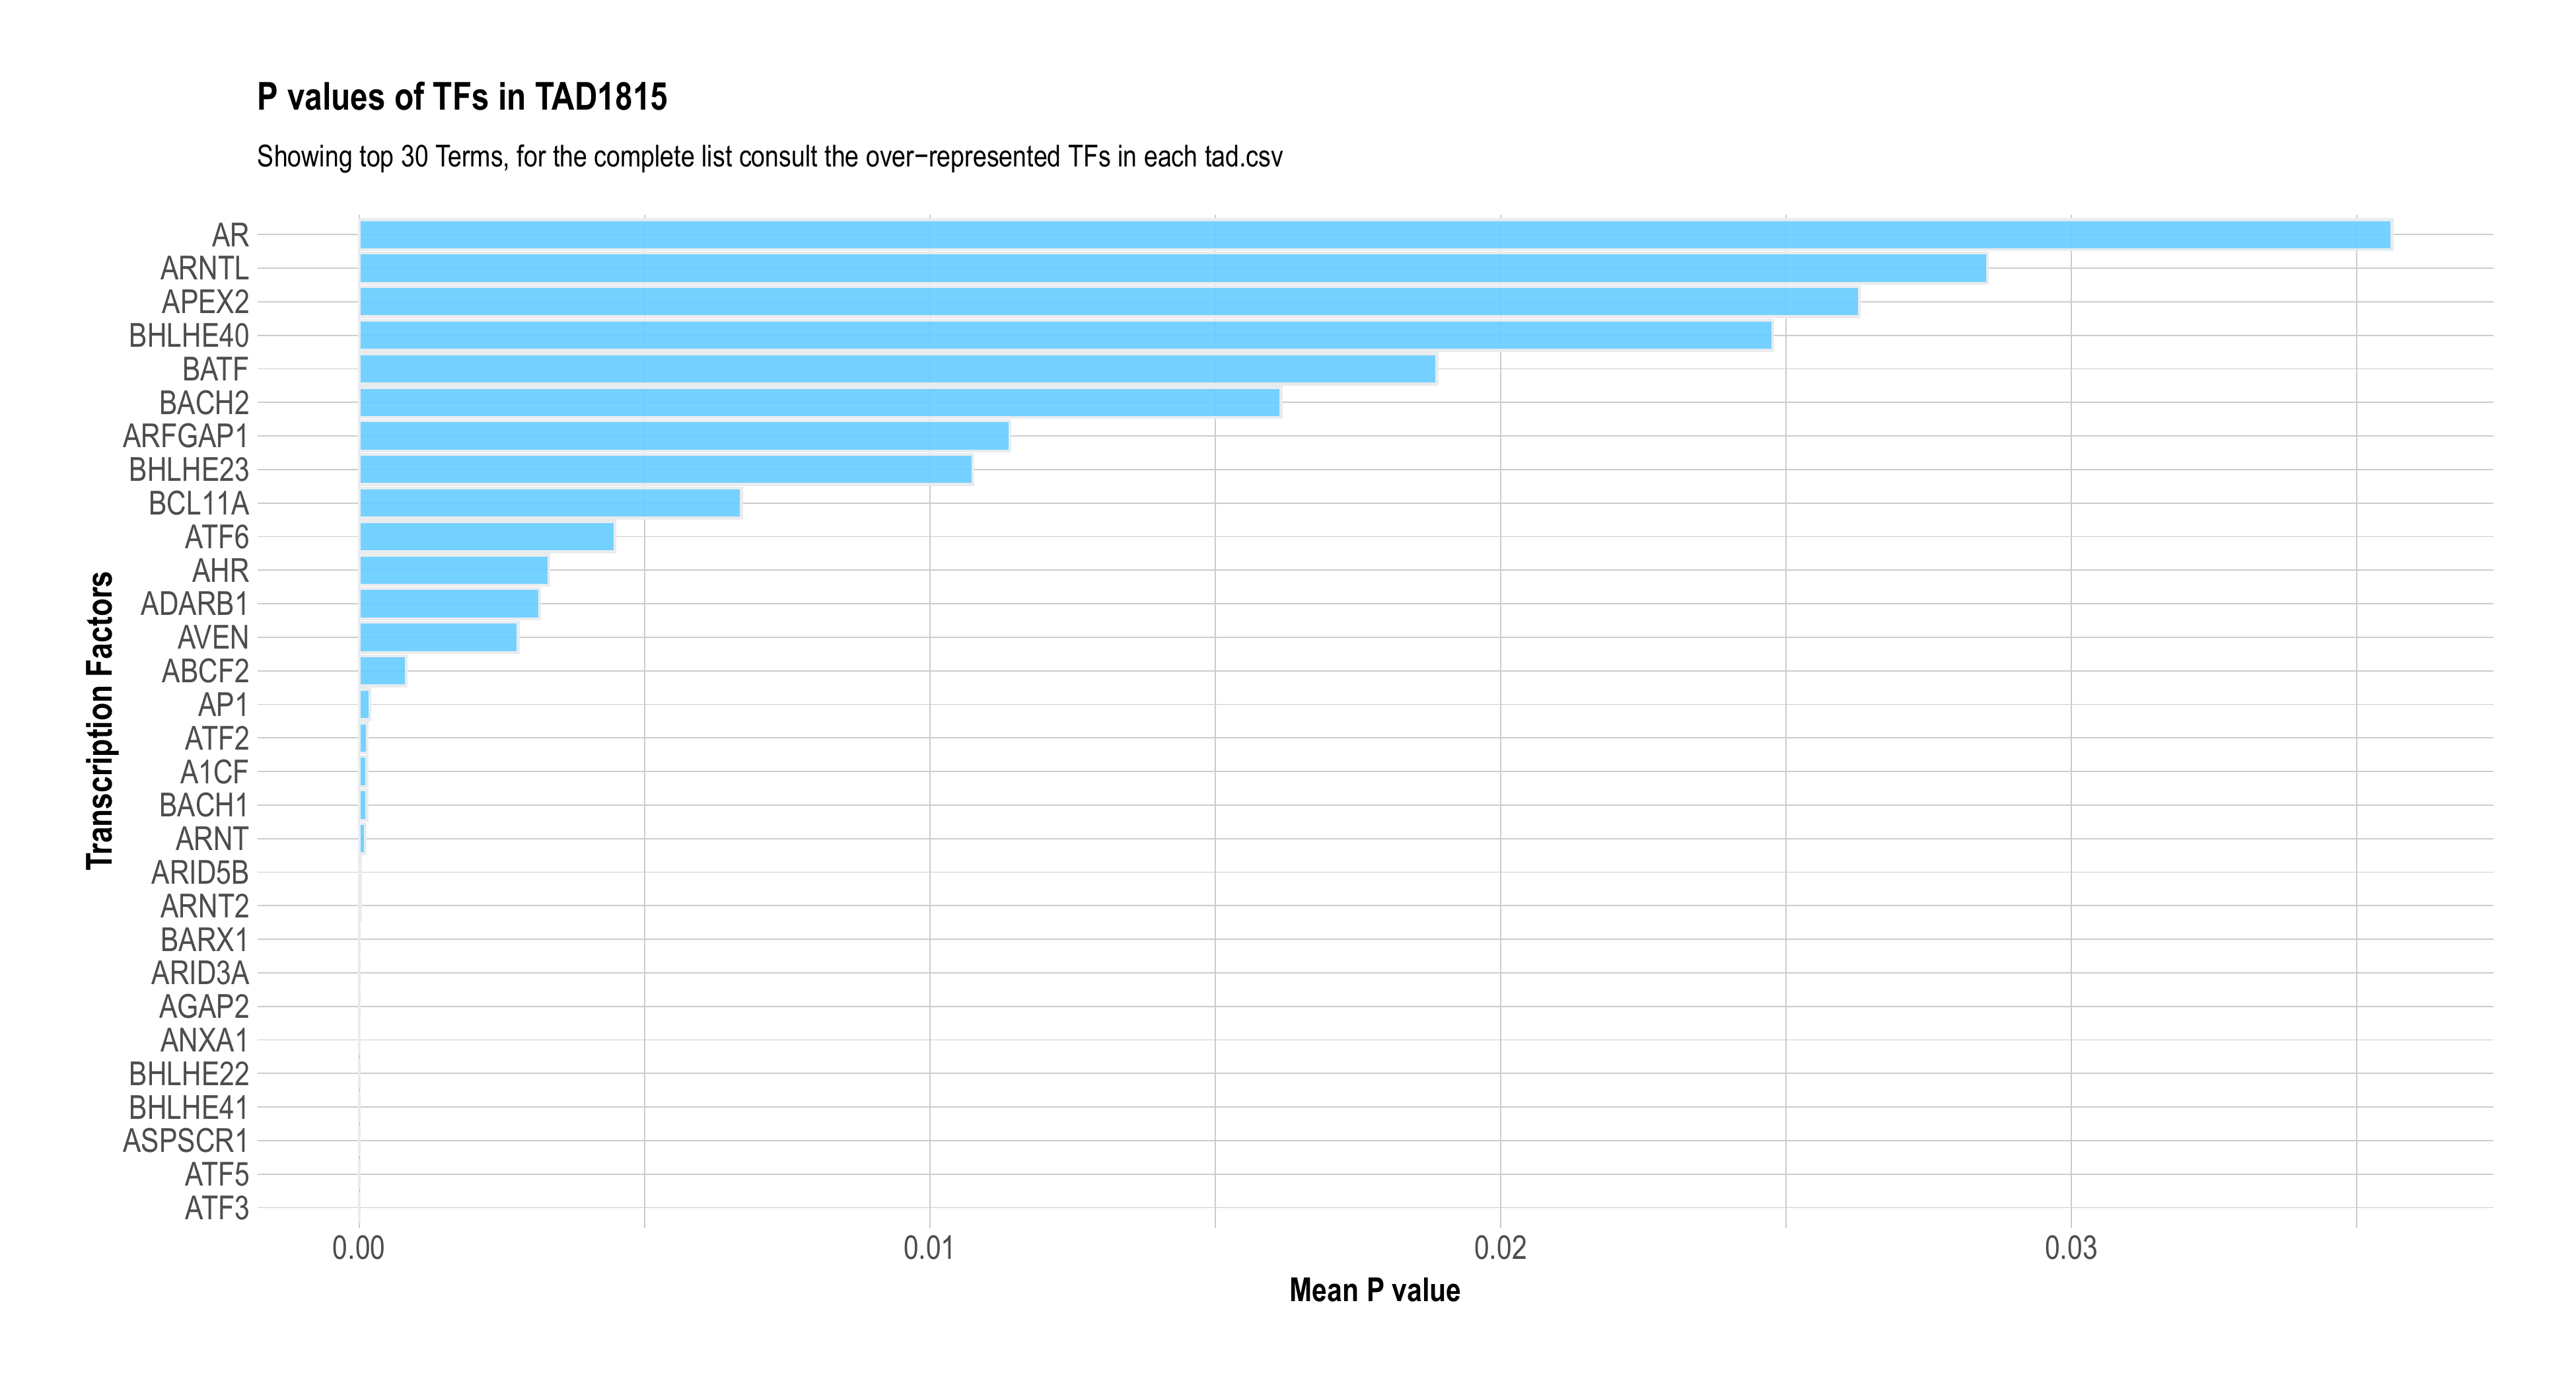 P values of TFs in TAD1815
Showing top 30 Terms, for the complete list consult the over−represented TFs in each tad.csv
Transcription Factors
AR
ARNTL
APEX2
BHLHE40
BATF
BACH2
ARFGAP1
BHLHE23
BCL11A
ATF6
AHR
ADARB1
AVEN
ABCF2
AP1
ATF2
A1CF
BACH1
ARNT
ARID5B
ARNT2
BARX1
ARID3A
AGAP2
ANXA1
BHLHE22
BHLHE41
ASPSCR1
ATF5
ATF3
0.00 0.01 0.02 0.03
Mean P value